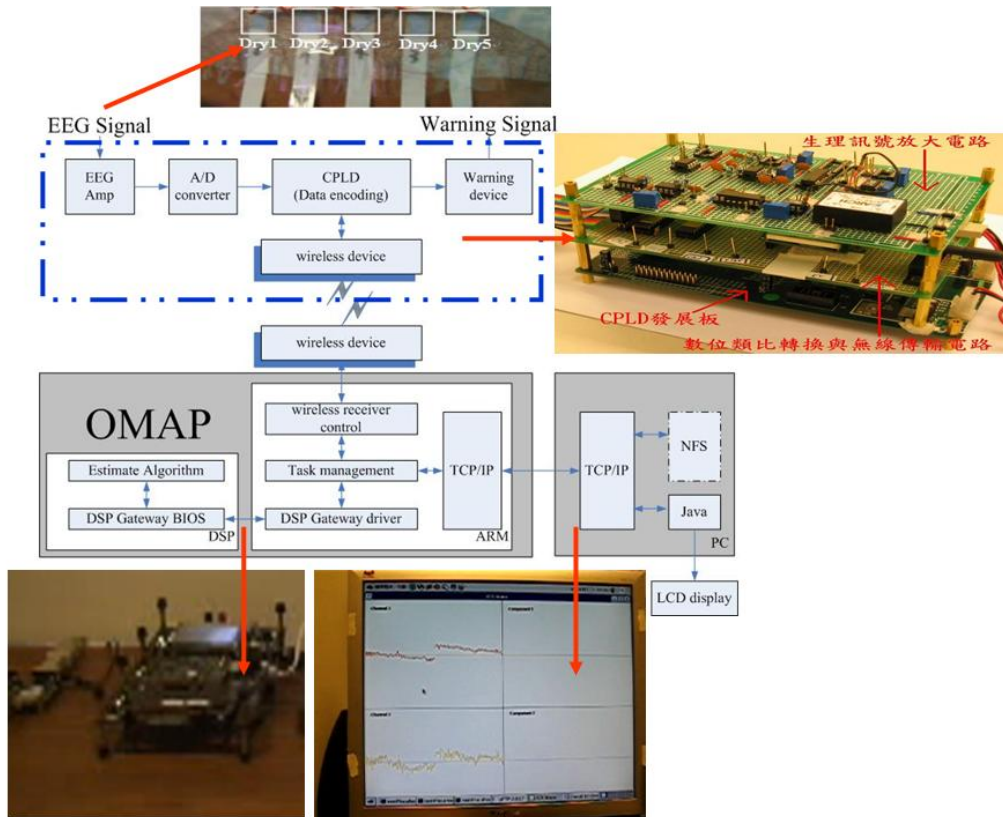 Dry1 Dry2 Dry3 Dry4 Dry5
EEG Signal
Warning Signal
EEG
Amp
A/D
converter
CPLD
(Data encoding)
Warning
device
wireless device
生理訊號放大電路
CPLD發展板
數位類比轉換與無線傳輸電路
wireless device
OMAP
wireless receiver
control
Estimate Algorithm
Task management
TCP/IP
TCP/IP
NFS
DSP Gateway BIOS
DSP Gateway driver
Java
DSP
ARM
PC
LCD display